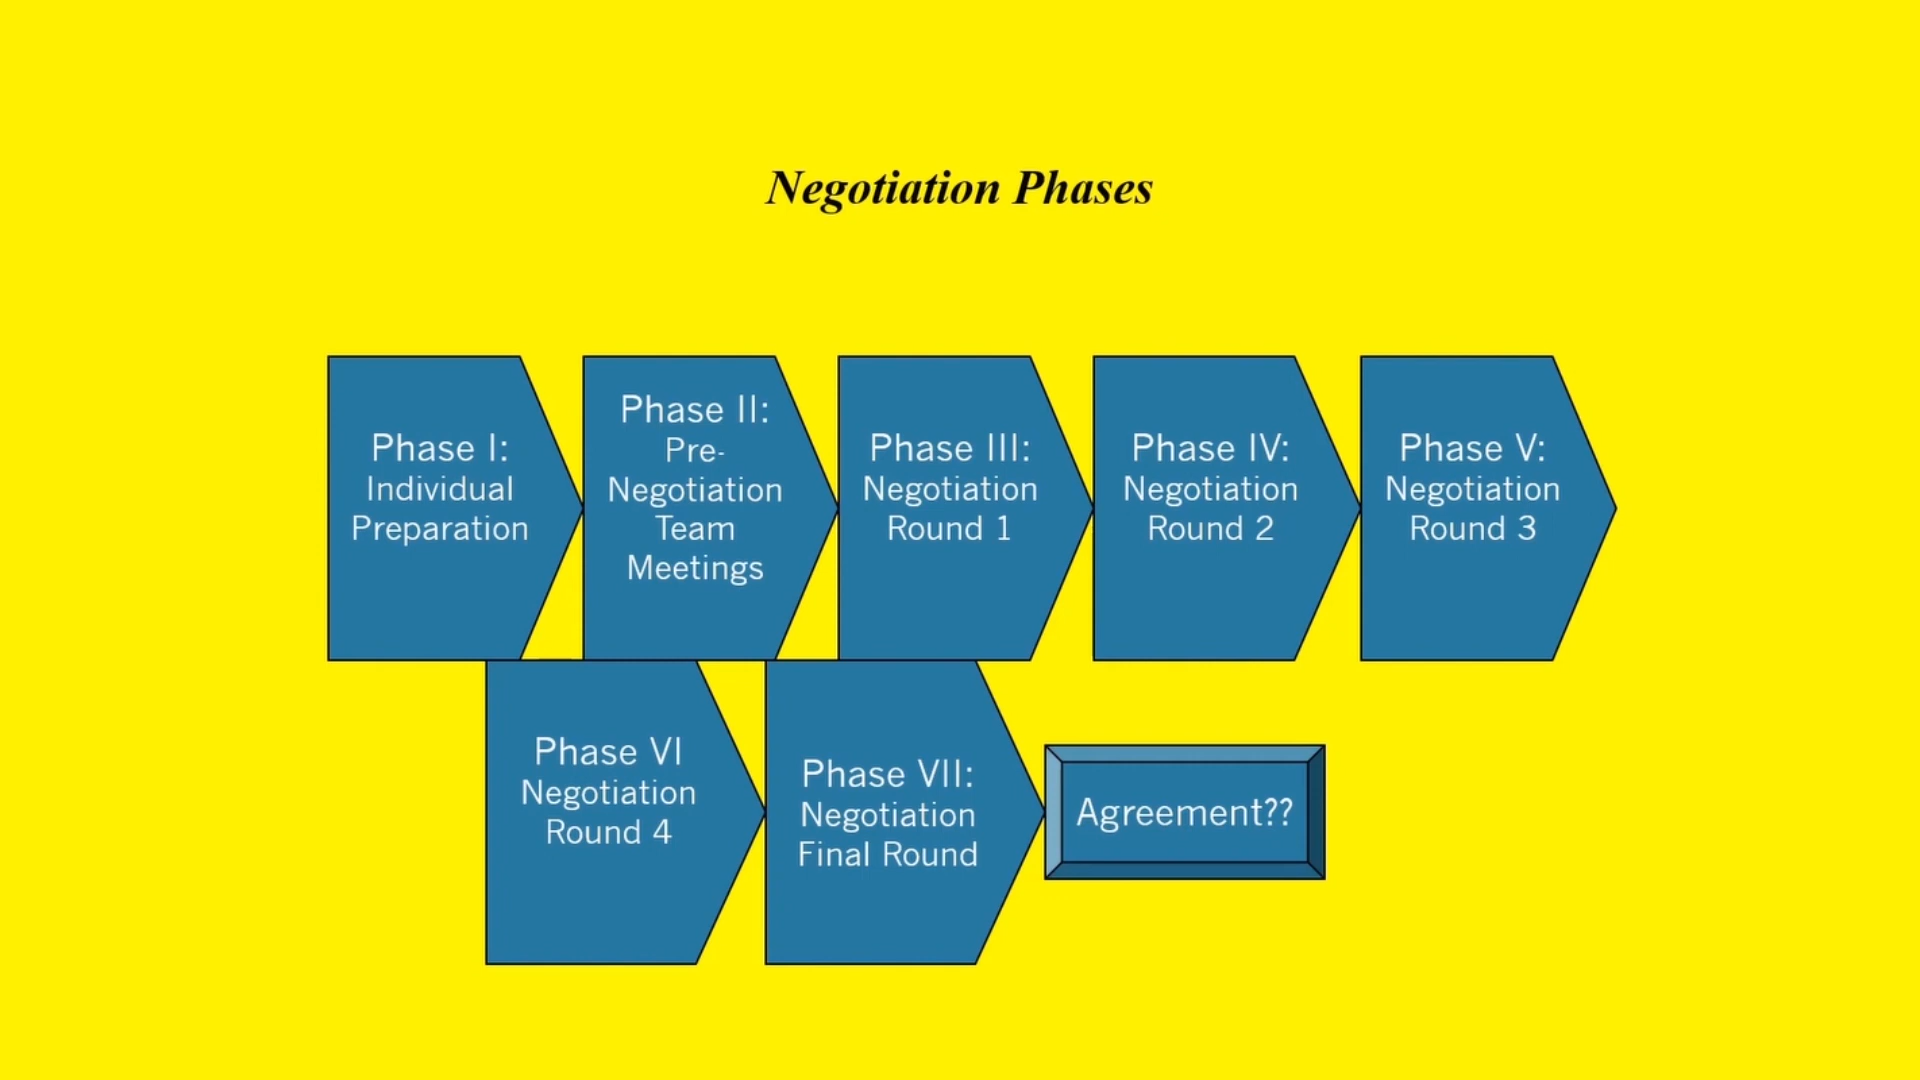 Negotiation Phases
Phase I:
Individual
Preparation
Phase II:
Pre-
Negotiation
Team
Meetings
Phase III:
Negotiation
Round 1
Phase IV:
Negotiation
Round 2
Phase V:
Negotiation
Round 3
Phase VI
Negotiation
Round 4
Phase VII:
Negotiation
Final Round
Agreement??